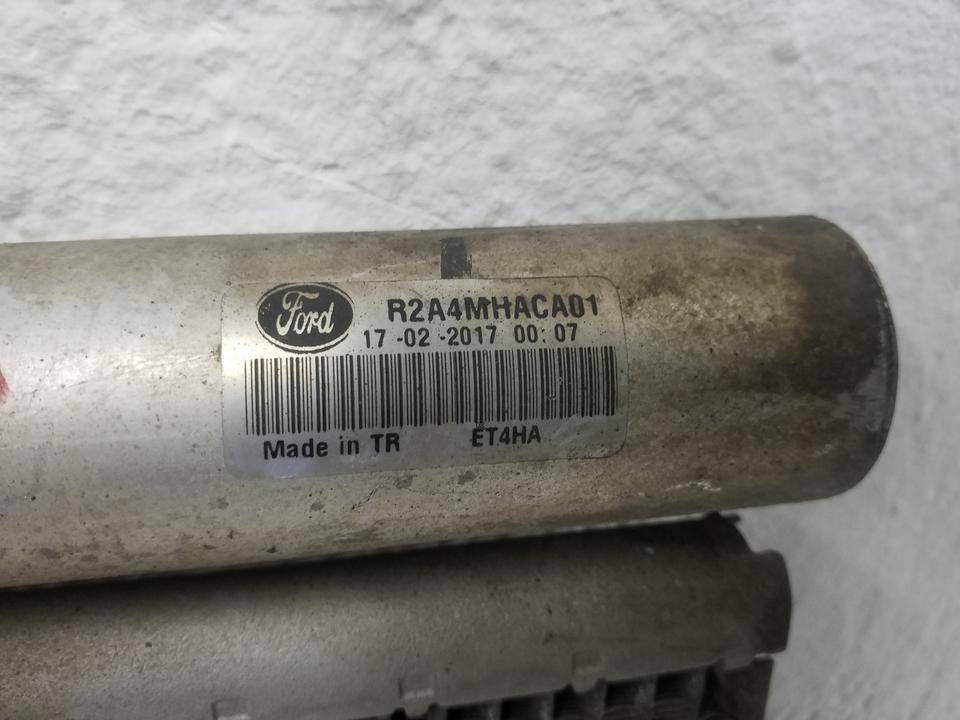 Ford
R2A4MHACA01
17-02-2017 00:07
Made in TR ET4HA